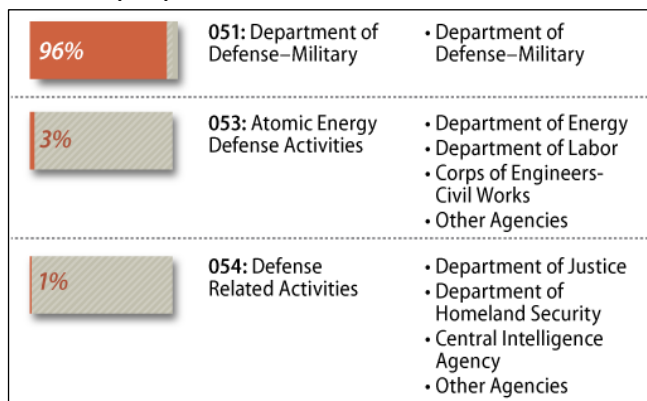 96%
051: Department of
Defense–Military
• Department of
Defense–Military
3%
053: Atomic Energy
Defense Activities
• Department of Energy
• Department of Labor
• Corps of Engineers-
Civil Works
• Other Agencies
1%
054: Defense
Related Activities
• Department of Justice
• Department of
Homeland Security
• Central Intelligence
Agency
• Other Agencies